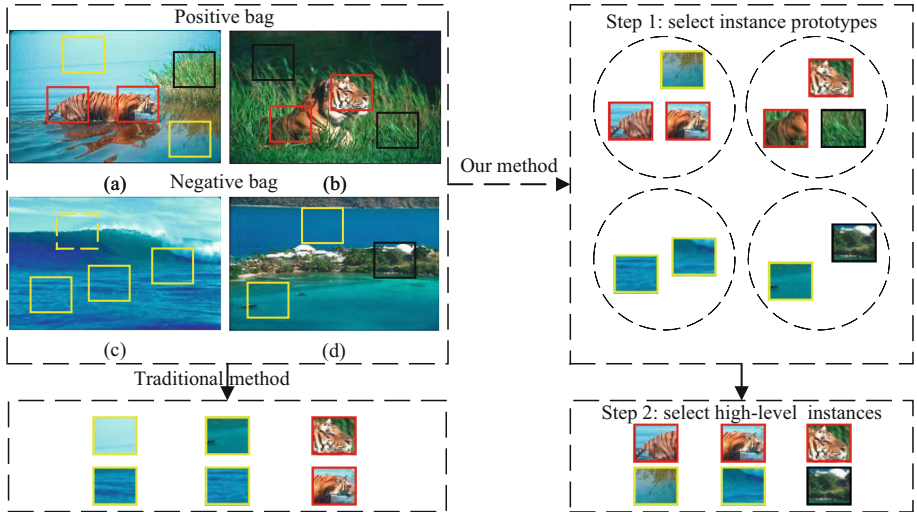 Positive bag
(a)
(b)
Negative bag
(c)
(d)
Traditional method
Our method
Step 1: select instance prototypes
Step 2: select high-level instances